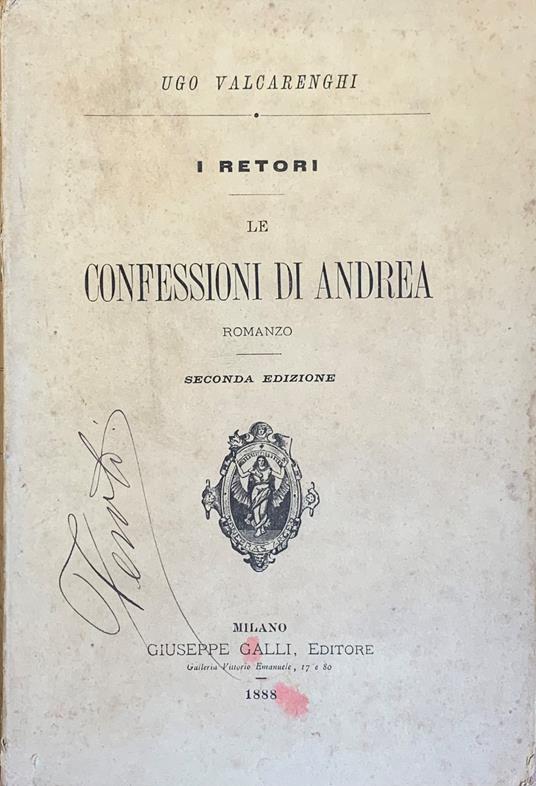 UGO VALCARENGHI
I RETORI
LE
CONFESSIONI DI ANDREA
ROMANZO
SECONDA EDIZIONE
MILANO
GIUSEPPE GALLI, EDITORE
Galleria Vittorio Emanuele, 17 e 80
1888